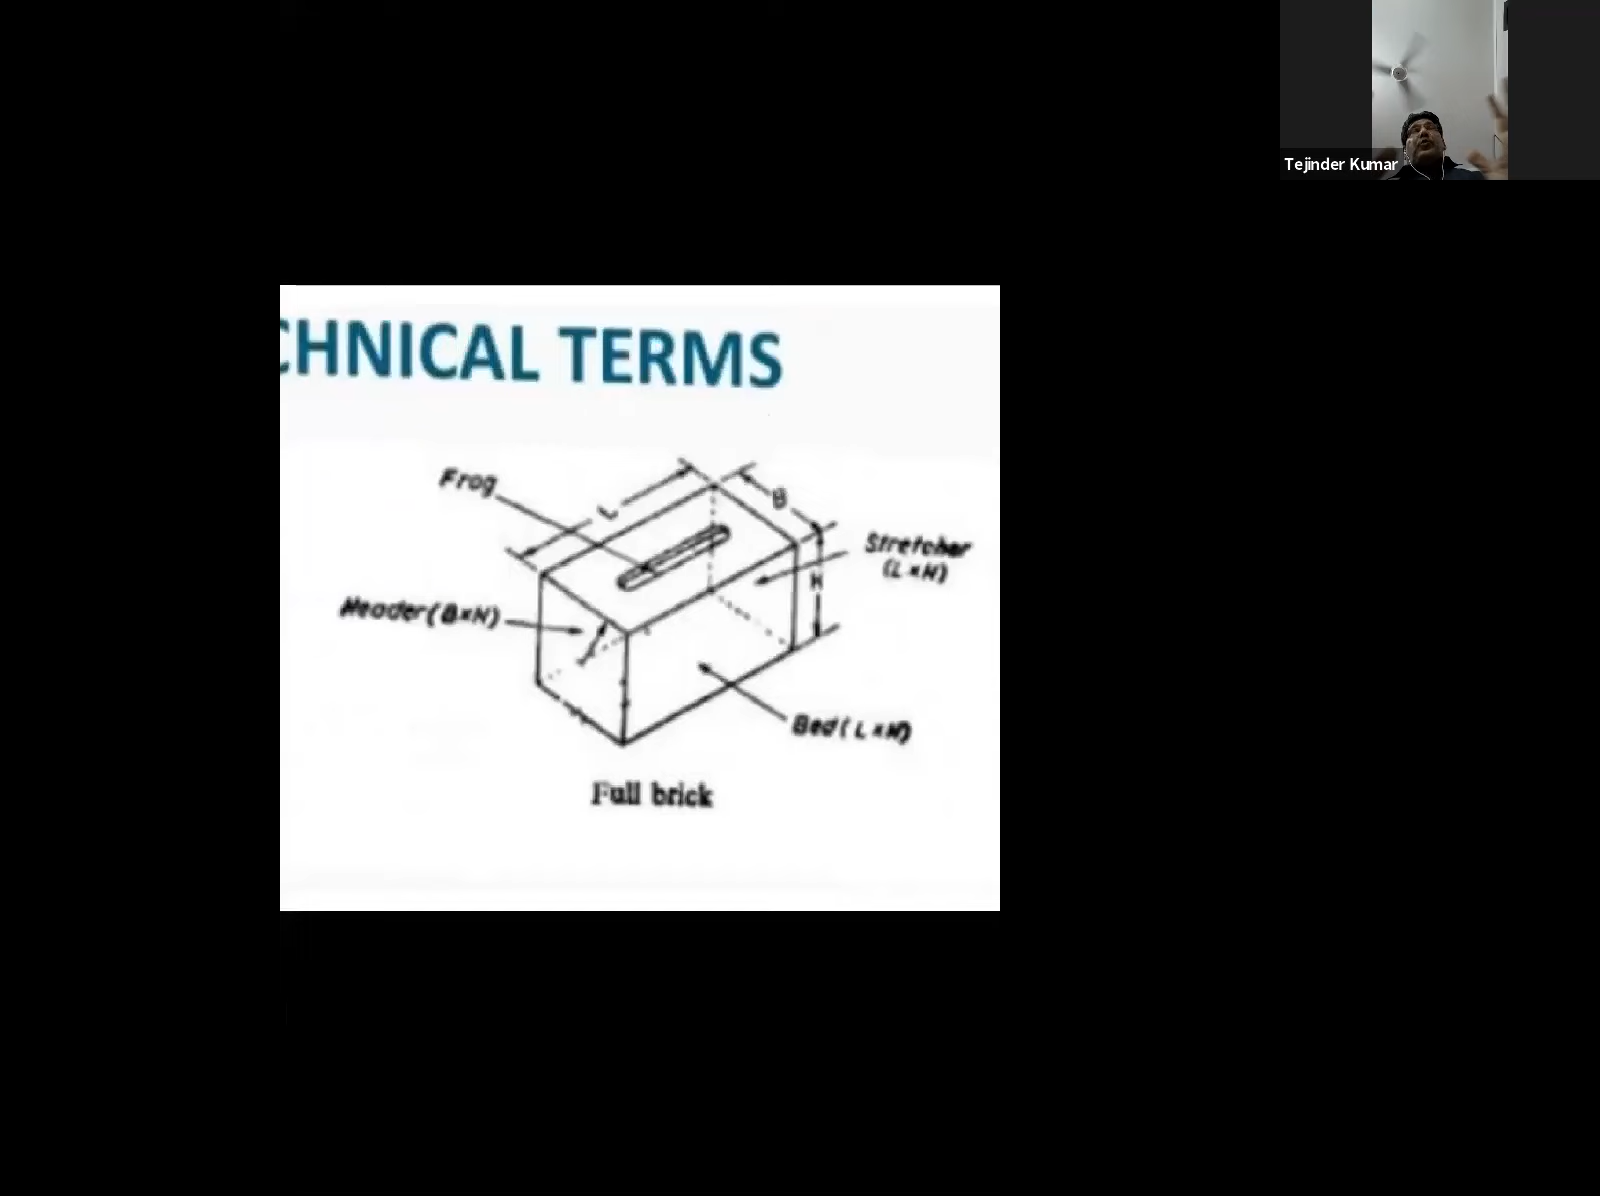 Tejinder Kumar
CHNICAL TERMS
Frog
L
B
Stretcher
(L×H)
H
Header(B×H)
Bed(L×H)
Full brick